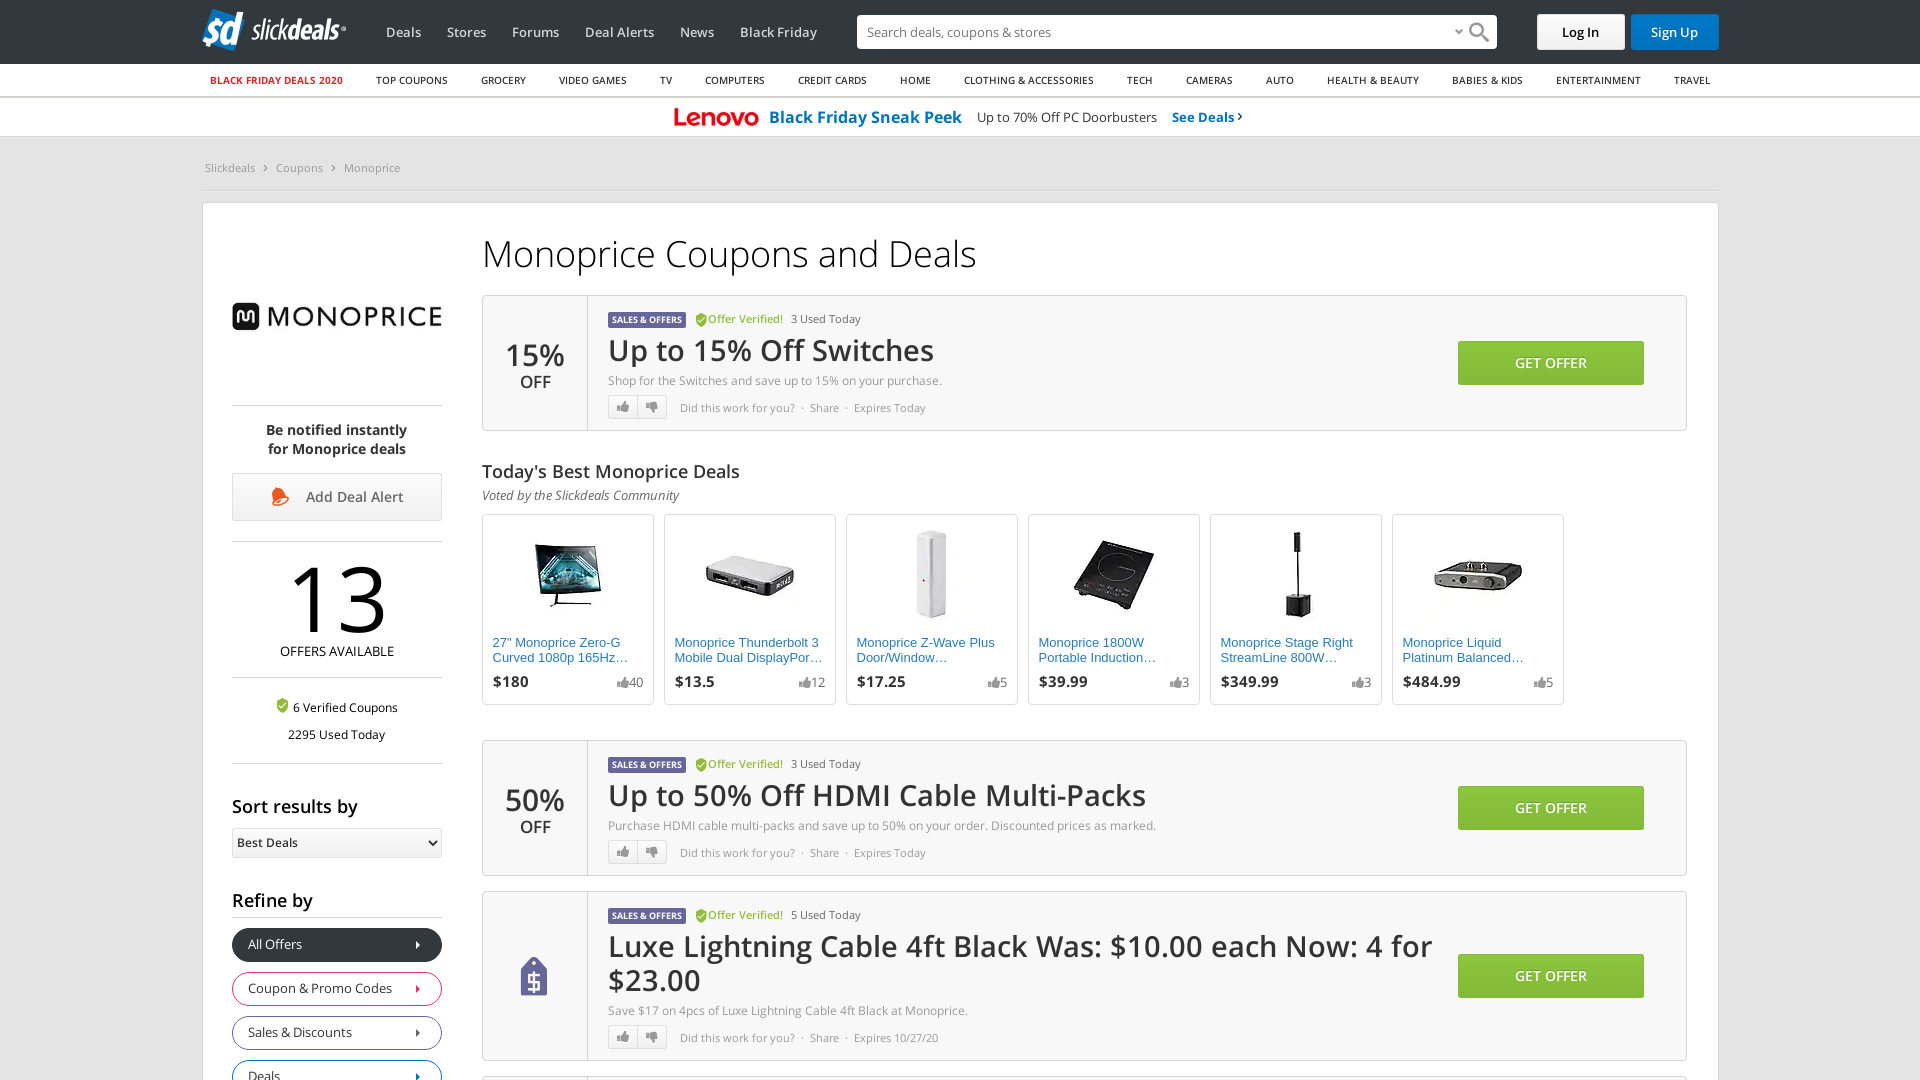 sd slickdeals
Deals
Stores
Forums
Deal Alerts
News
Black Friday
Search deals, coupons & stores
Log In
Sign Up
BLACK FRIDAY DEALS 2020
TOP COUPONS
GROCERY
VIDEO GAMES
TV
COMPUTERS
CREDIT CARDS
HOME
CLOTHING & ACCESSORIES
TECH
CAMERAS
AUTO
HEALTH & BEAUTY
BABIES & KIDS
ENTERTAINMENT
TRAVEL
Lenovo Black Friday Sneak Peek Up to 70% Off PC Doorbusters See Deals
Slickdeals > Coupons > Monoprice
MONOPRICE
Be notified instantly
for Monoprice deals
Add Deal Alert
13
OFFERS AVAILABLE
6 Verified Coupons
2295 Used Today
Sort results by
Best Deals
Refine by
All Offers
Coupon & Promo Codes
Sales & Discounts
Deals
Monoprice Coupons and Deals
15%
OFF
SALES & OFFERS Offer Verified! 3 Used Today
Up to 15% Off Switches
Shop for the Switches and save up to 15% on your purchase.
Did this work for you? · Share · Expires Today
GET OFFER
Today's Best Monoprice Deals
Voted by the Slickdeals Community
27" Monoprice Zero-G
Curved 1080p 165Hz…
$180
40
Monoprice Thunderbolt 3
Mobile Dual DisplayPor…
$13.5
12
Monoprice Z-Wave Plus
Door/Window…
$17.25
5
Monoprice 1800W
Portable Induction…
$39.99
3
Monoprice Stage Right
StreamLine 800W…
$349.99
3
Monoprice Liquid
Platinum Balanced…
$484.99
5
50%
OFF
SALES & OFFERS Offer Verified! 3 Used Today
Up to 50% Off HDMI Cable Multi-Packs
Purchase HDMI cable multi-packs and save up to 50% on your order. Discounted prices as marked.
Did this work for you? · Share · Expires Today
GET OFFER
SALES & OFFERS Offer Verified! 5 Used Today
Luxe Lightning Cable 4ft Black Was: $10.00 each Now: 4 for
$23.00
Save $17 on 4pcs of Luxe Lightning Cable 4ft Black at Monoprice.
Did this work for you? · Share · Expires 10/27/20
GET OFFER